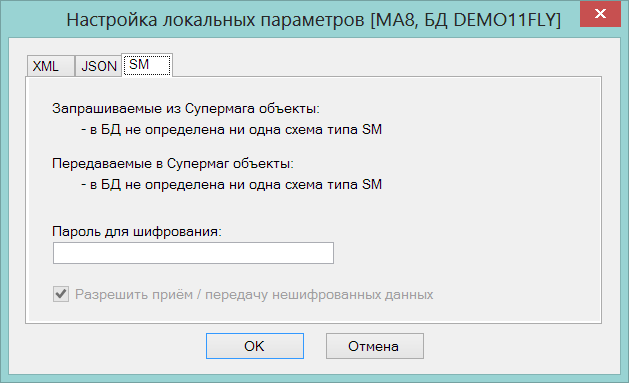 Настройка локальных параметров [MA8, БД DEMO11FLY]
XML JSON SM
Запрашиваемые из Супермага объекты:
- в БД не определена ни одна схема типа SM
Передаваемые в Супермаг объекты:
- в БД не определена ни одна схема типа SM
Пароль для шифрования:
Разрешить приём / передачу нешифрованных данных
OK Отмена